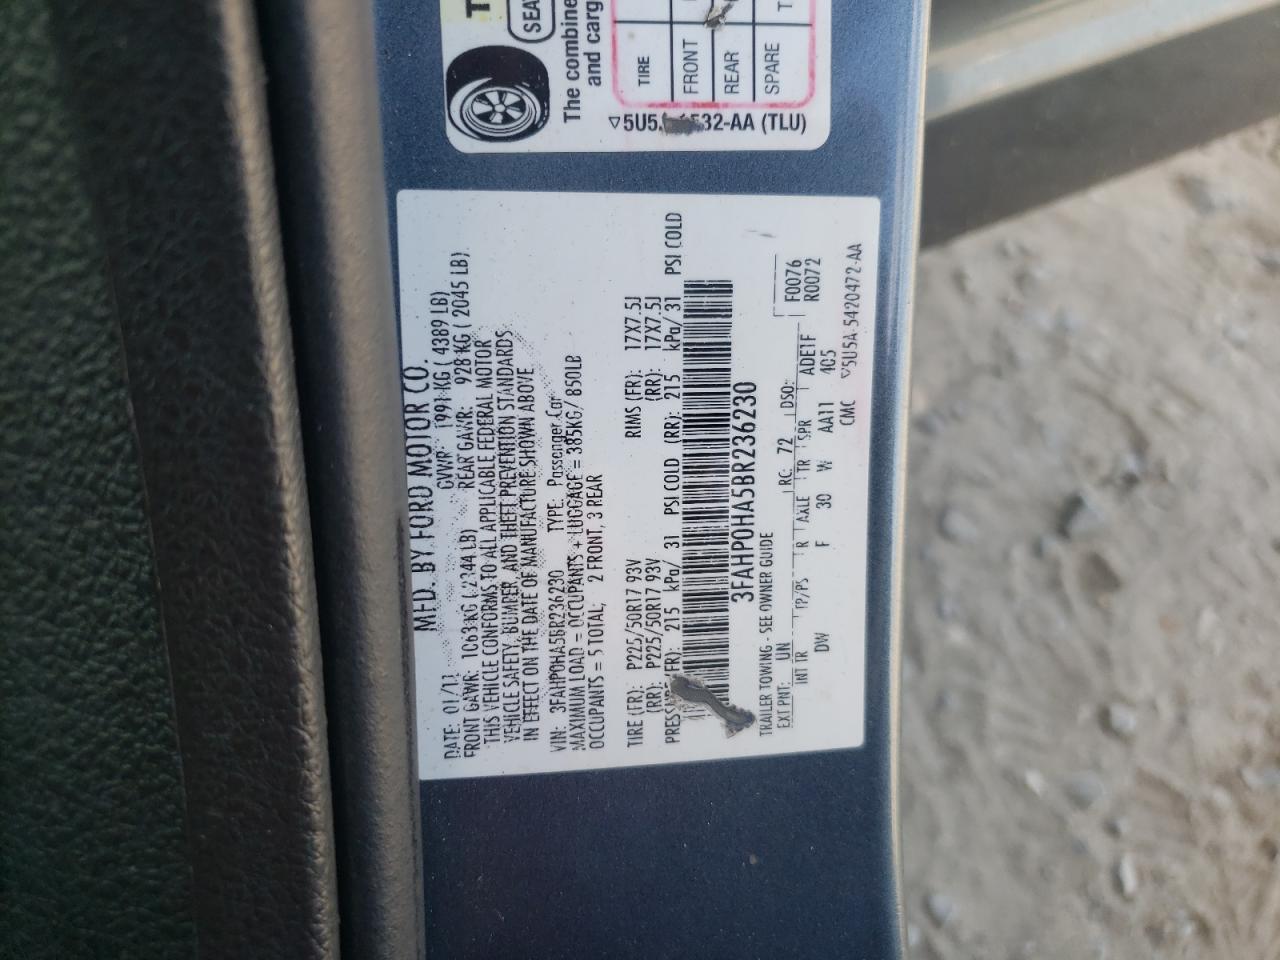 SEA
The combine
and carg
TIRE
FRONT
REAR
SPARE
532-AA (TLU)
MFD. BY FORD MOTOR CO.
DATE: 01/11 GVWR: 1991 KG ( 4389 LB)
FRONT GAWR: 1063 KG ( 2344 LB) REAR GAWR: 928 KG ( 2045 LB)
THIS VEHICLE CONFORMS TO ALL APPLICABLE FEDERAL MOTOR
VEHICLE SAFETY, BUMPER, AND THEFT PREVENTION STANDARDS
IN EFFECT ON THE DATE OF MANUFACTURE SHOWN ABOVE.
VIN: 3FAHP0HA5BR236230 TYPE: Passenger Car
MAXIMUM LOAD = OCCUPANTS + LUGGAGE = 385KG/ 850LB
OCCUPANTS = 5 TOTAL; 2 FRONT, 3 REAR
TIRE (FR): P225/50R17 93V RIMS (FR): 17X7.5J
(RR): P225/50R17 93V (RR): 17X7.5J
(FR): 215 kPa/ 31 PSI COLD (RR): 215 kPa/ 31 PSI COLD
3FAHP0HA5BR236230
TRAILER TOWING - SEE OWNER GUIDE
EXT PNT: UN RC: 72 DSO: F0076
R0072
INT TR TP/PS R AXLE TR SPR ADE1F
DW F 30 W AA11 405
CMC ▽5U5A-5420472-AA